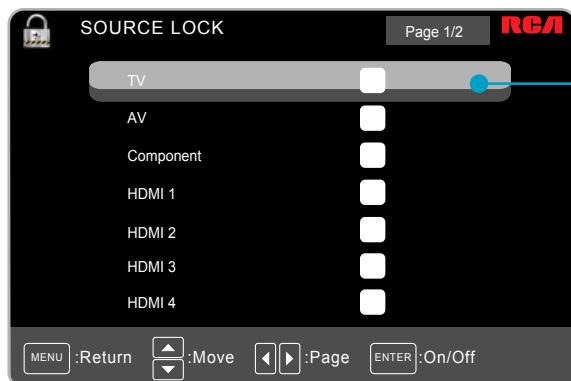 SOURCE LOCK Page 1/2 RCA
TV
AV
Component
HDMI 1
HDMI 2
HDMI 3
HDMI 4
MENU :Return :Move :Page ENTER :On/Off